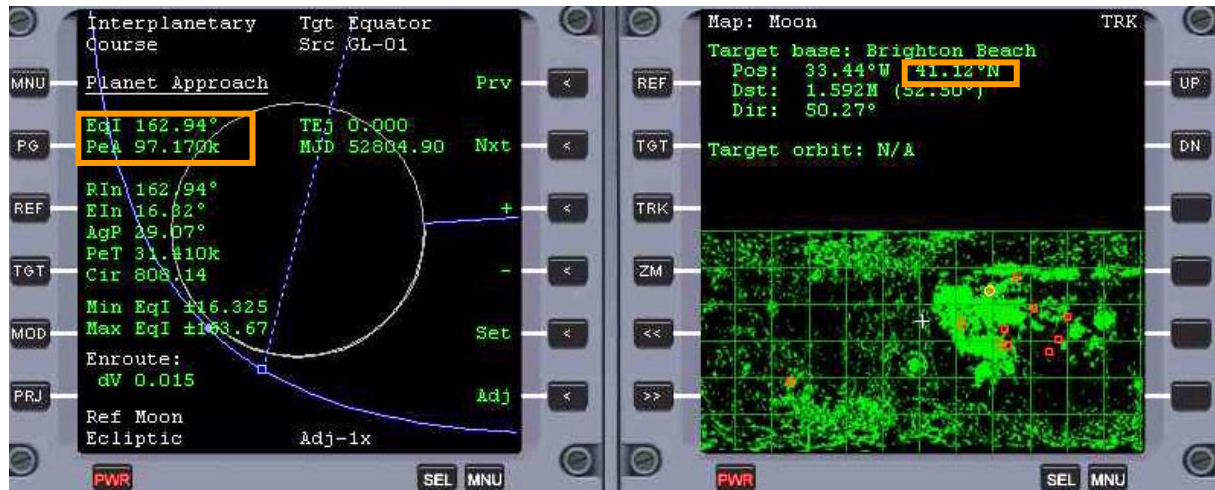 Interplanetary Tgt Equator
Course Src GL-01
Planet Approach
EqI 162.94° TEj 0.000
PeA 97.170k MJD 52804.90
RIn 162.94°
EIn 16.32°
AgP 29.07°
PeT 31.410k
Cir 808.14
Min EqI ±16.325
Max EqI ±163.67
Enroute:
dV 0.015
Ref Moon
Ecliptic Adj-1x
Prv
Nxt
+
-
Set
Adj
MNU
PG
REF
TGT
MOD
PRJ
<
<
<
<
<
<
PWR SEL MNU
Map: Moon TRK
Target base: Brighton Beach
Pos: 33.44°W 41.12°N
Dst: 1.592M (52.50°)
Dir: 50.27°
Target orbit: N/A
REF
TGT
TRK
ZM
<<
>>
UP
DN
PWR SEL MNU